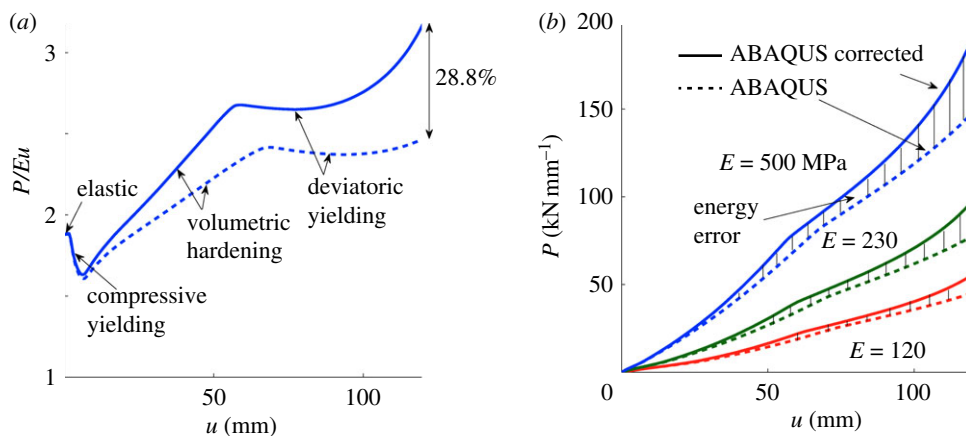 (a)
3
28.8%
P/Eu
elastic
deviatoric
yielding
volumetric
hardening
2
compressive
yielding
1
50
100
u (mm)
(b)
200
ABAQUS corrected
ABAQUS
150
P (kN mm⁻¹)
E = 500 MPa
100
energy
error
E = 230
50
E = 120
0
50
100
u (mm)